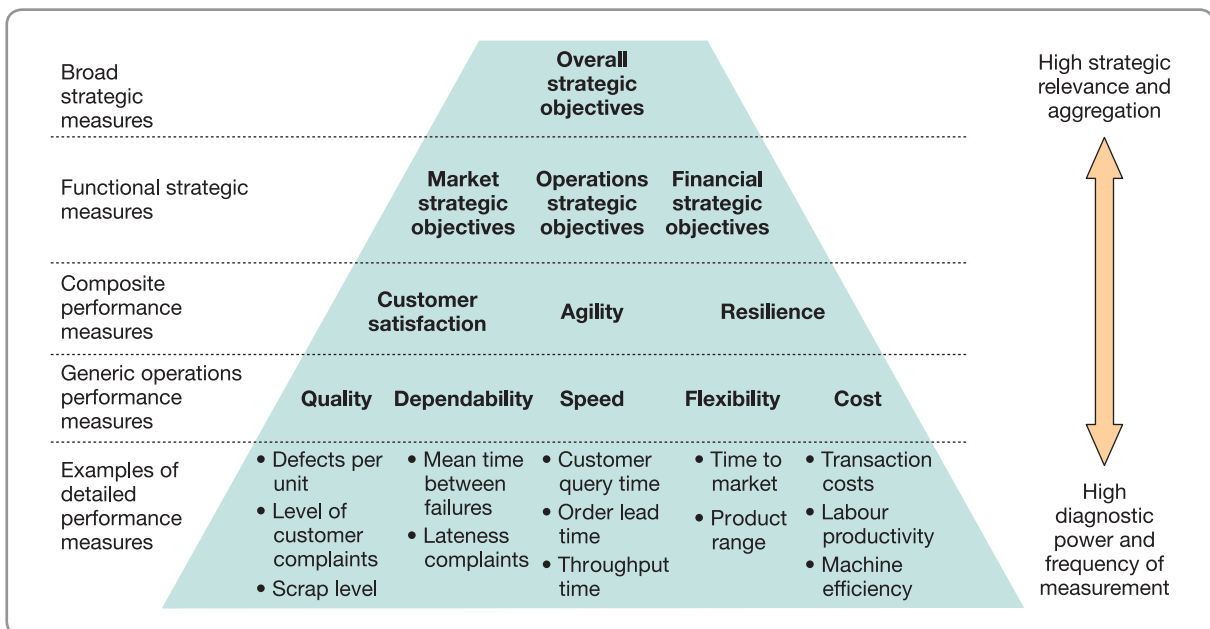 Broad
strategic
measures
Overall
strategic
objectives
High strategic
relevance and
aggregation
Functional strategic
measures
Market
strategic
objectives
Operations
strategic
objectives
Financial
strategic
objectives
Composite
performance
measures
Customer
satisfaction
Agility
Resilience
Generic operations
performance
measures
Quality
Dependability
Speed
Flexibility
Cost
Examples of
detailed
performance
measures
• Defects per
unit
• Level of
customer
complaints
• Scrap level
• Mean time
between
failures
• Lateness
complaints
• Customer
query time
• Order lead
time
• Throughput
time
• Time to
market
• Product
range
• Transaction
costs
• Labour
productivity
• Machine
efficiency
High
diagnostic
power and
frequency of
measurement